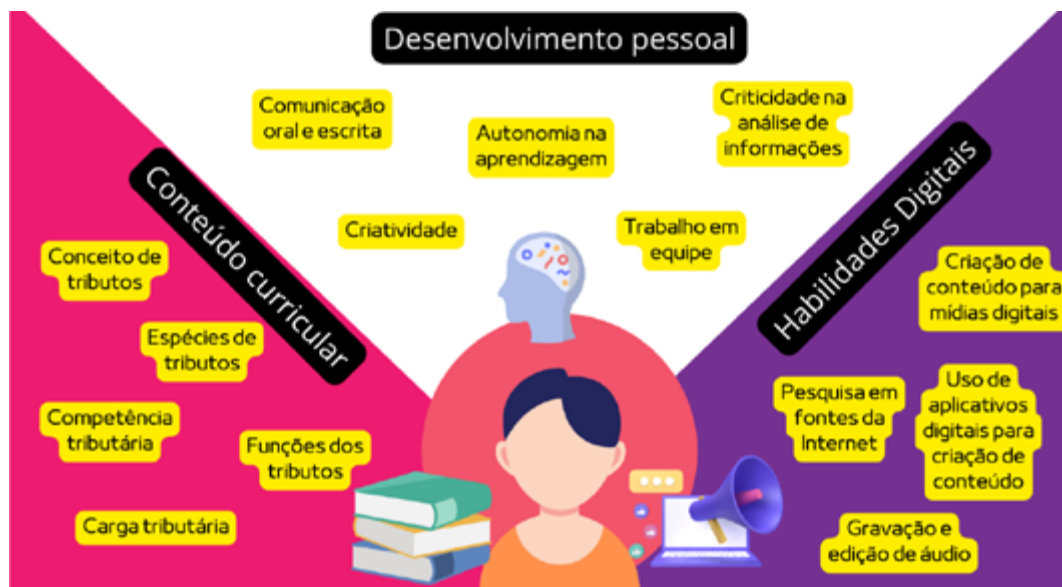 Desenvolvimento pessoal
Comunicação
oral e escrita
Autonomia na
aprendizagem
Criticidade na
análise de
informações
Criatividade
Trabalho em
equipe
Conteúdo curricular
Conceito de
tributos
Espécies de
tributos
Competência
tributária
Funções dos
tributos
Carga tributária
Habilidades Digitais
Criação de
conteúdo para
mídias digitais
Pesquisa em
fontes da
Internet
Uso de
aplicativos
digitais para
criação de
conteúdo
Gravação e
edição de áudio